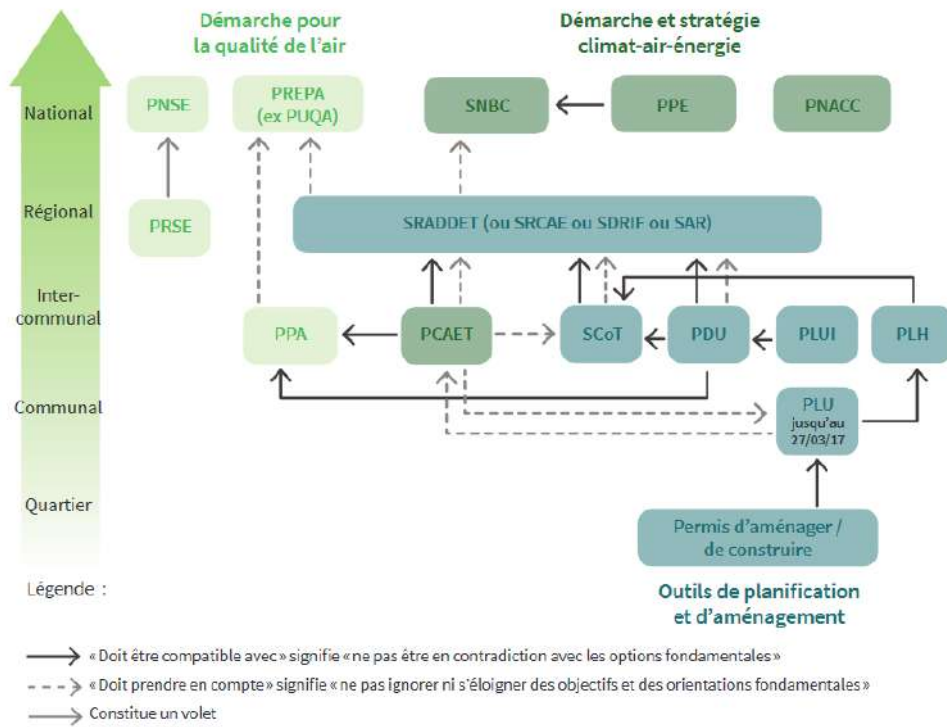 Démarche pour
la qualité de l'air
Démarche et stratégie
climat-air-énergie
National
PNSE
PREPA
(ex PUQA)
SNBC
PPE
PNACC
Régional
PRSE
SRADDET (ou SRCAE ou SDRIF ou SAR)
Inter-
communal
PPA
PCAET
SCoT
PDU
PLUI
PLH
Communal
PLU
jusqu'au
27/03/17
Quartier
Permis d'aménager /
de construire
Légende :
Outils de planification
et d'aménagement
« Doit être compatible avec » signifie « ne pas être en contradiction avec les options fondamentales »
« Doit prendre en compte » signifie « ne pas ignorer ni s'éloigner des objectifs et des orientations fondamentales »
Constitue un volet